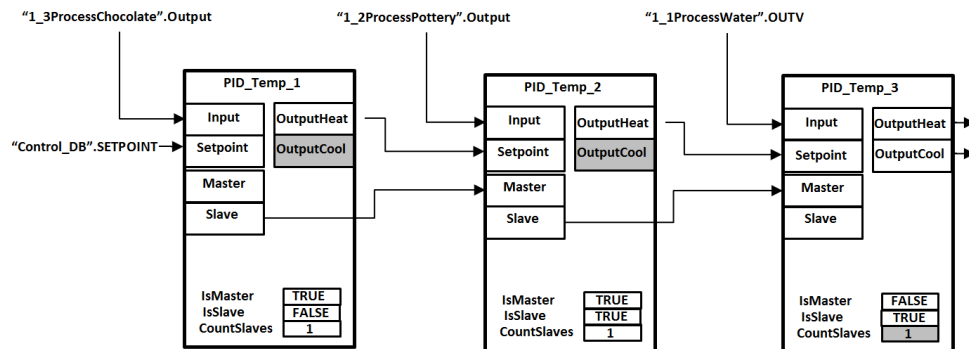 “1_3ProcessChocolate”.Output
“1_2ProcessPottery”.Output
“1_1ProcessWater”.OUTV
“Control_DB”.SETPOINT
PID_Temp_1
Input
OutputHeat
Setpoint
OutputCool
Master
Slave
IsMaster TRUE
IsSlave FALSE
CountSlaves 1
PID_Temp_2
Input
OutputHeat
Setpoint
OutputCool
Master
Slave
IsMaster TRUE
IsSlave TRUE
CountSlaves 1
PID_Temp_3
Input
OutputHeat
Setpoint
OutputCool
Master
Slave
IsMaster FALSE
IsSlave TRUE
CountSlaves 1